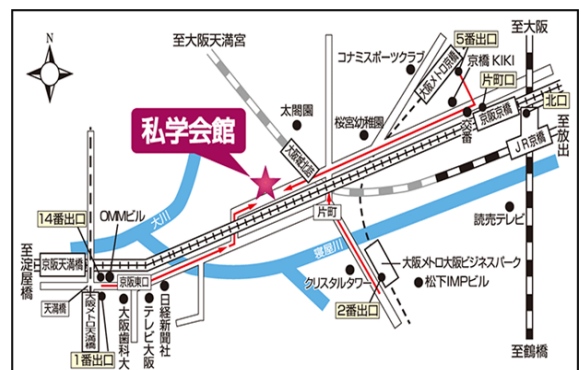 至大阪天満宮
コナミスポーツクラブ
5番出口
至大阪
大阪メトロ京橋
京橋 KIKI
片町口
北口
太閤園
桜宮幼稚園
交番
京阪京橋
至放出
JR京橋
私学会館
大阪城北詰
大川
片町
寝屋川
読売テレビ
14番出口
OMMビル
至淀屋橋
京阪天満橋
天満橋
京阪東口
大阪メトロ天満橋
1番出口
大阪歯科大
テレビ大阪
日経新聞社
クリスタルタワー
2番出口
大阪メトロ大阪ビジネスパーク
松下IMPビル
至鶴橋